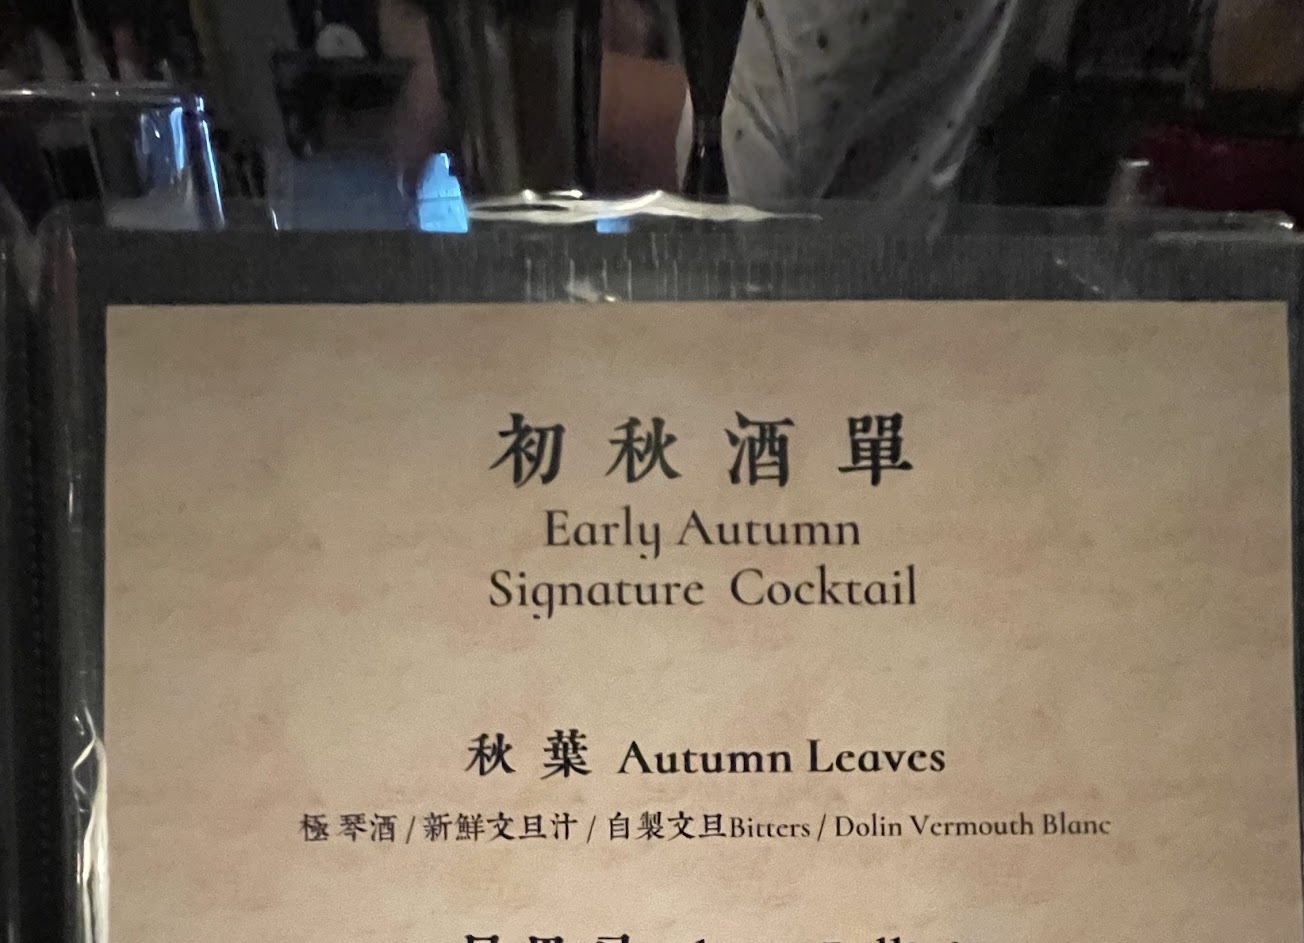 初秋酒單
Early Autumn
Signature Cocktail
秋葉 Autumn Leaves
極琴酒 / 新鮮文旦汁 / 自製文旦Bitters / Dolin Vermouth Blanc